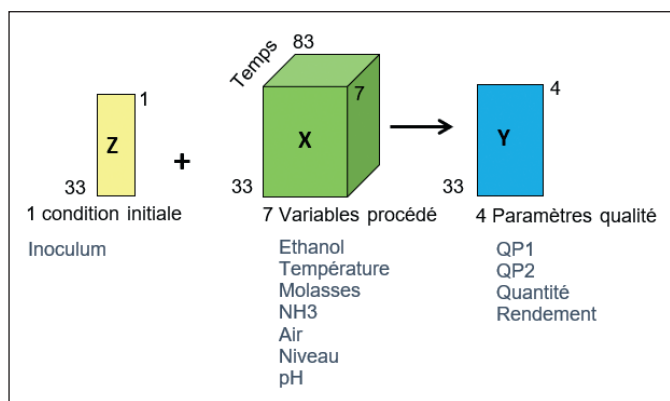 Temps
83
1
7
4
Z
+
X
Y
33
33
33
1 condition initiale
7 Variables procédé
4 Paramètres qualité
Inoculum
Ethanol
Température
Molasses
NH3
Air
Niveau
pH
QP1
QP2
Quantité
Rendement